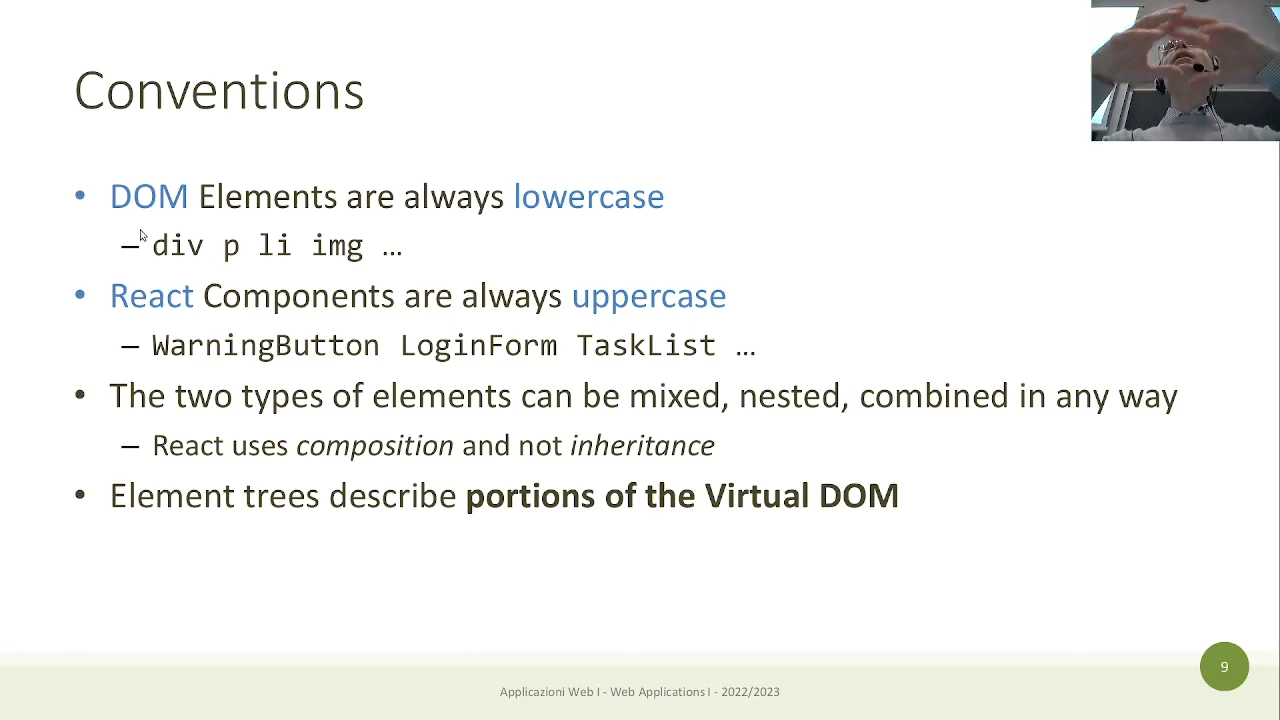 Conventions
• DOM Elements are always lowercase
– div p li img …
• React Components are always uppercase
– WarningButton LoginForm TaskList …
• The two types of elements can be mixed, nested, combined in any way
– React uses composition and not inheritance
• Element trees describe portions of the Virtual DOM
9
Applicazioni Web I - Web Applications I - 2022/2023